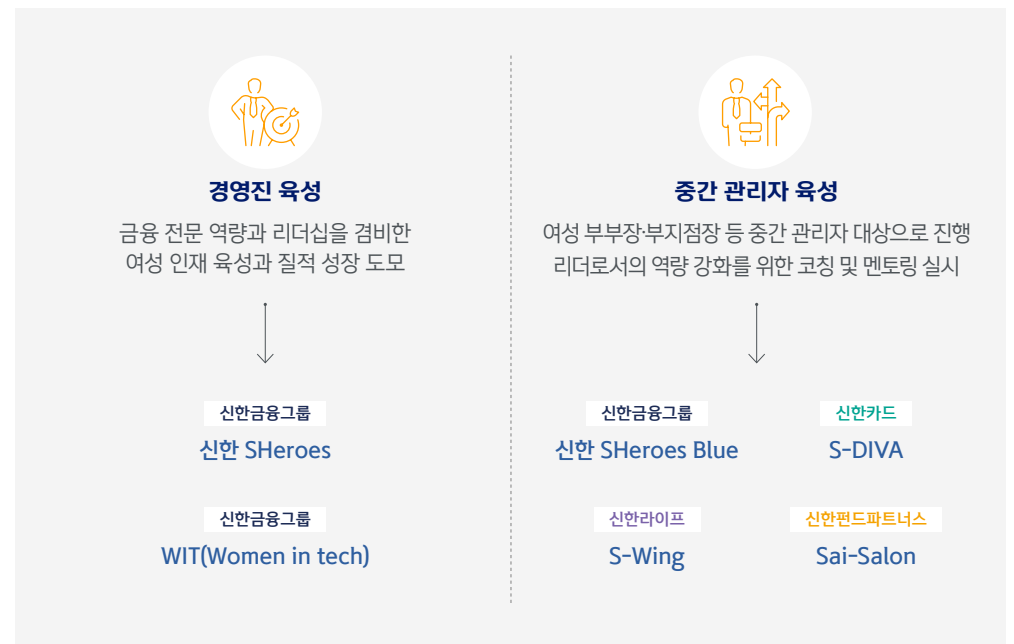 경영진 육성
금융 전문 역량과 리더십을 겸비한
여성 인재 육성과 질적 성장 도모
신한금융그룹
신한 SHeroes
신한금융그룹
WIT(Women in tech)
중간 관리자 육성
여성 부부장·부지점장 등 중간 관리자 대상으로 진행
리더로서의 역량 강화를 위한 코칭 및 멘토링 실시
신한금융그룹
신한 SHeroes Blue
신한카드
S-DIVA
신한라이프
S-Wing
신한펀드파트너스
Sai-Salon